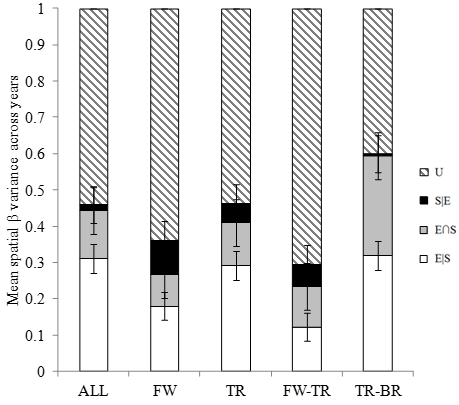 Mean spatial β variance across years
1
0.9
0.8
0.7
0.6
0.5
0.4
0.3
0.2
0.1
0
ALL FW TR FW-TR TR-BR
U
S|E
E∩S
E|S